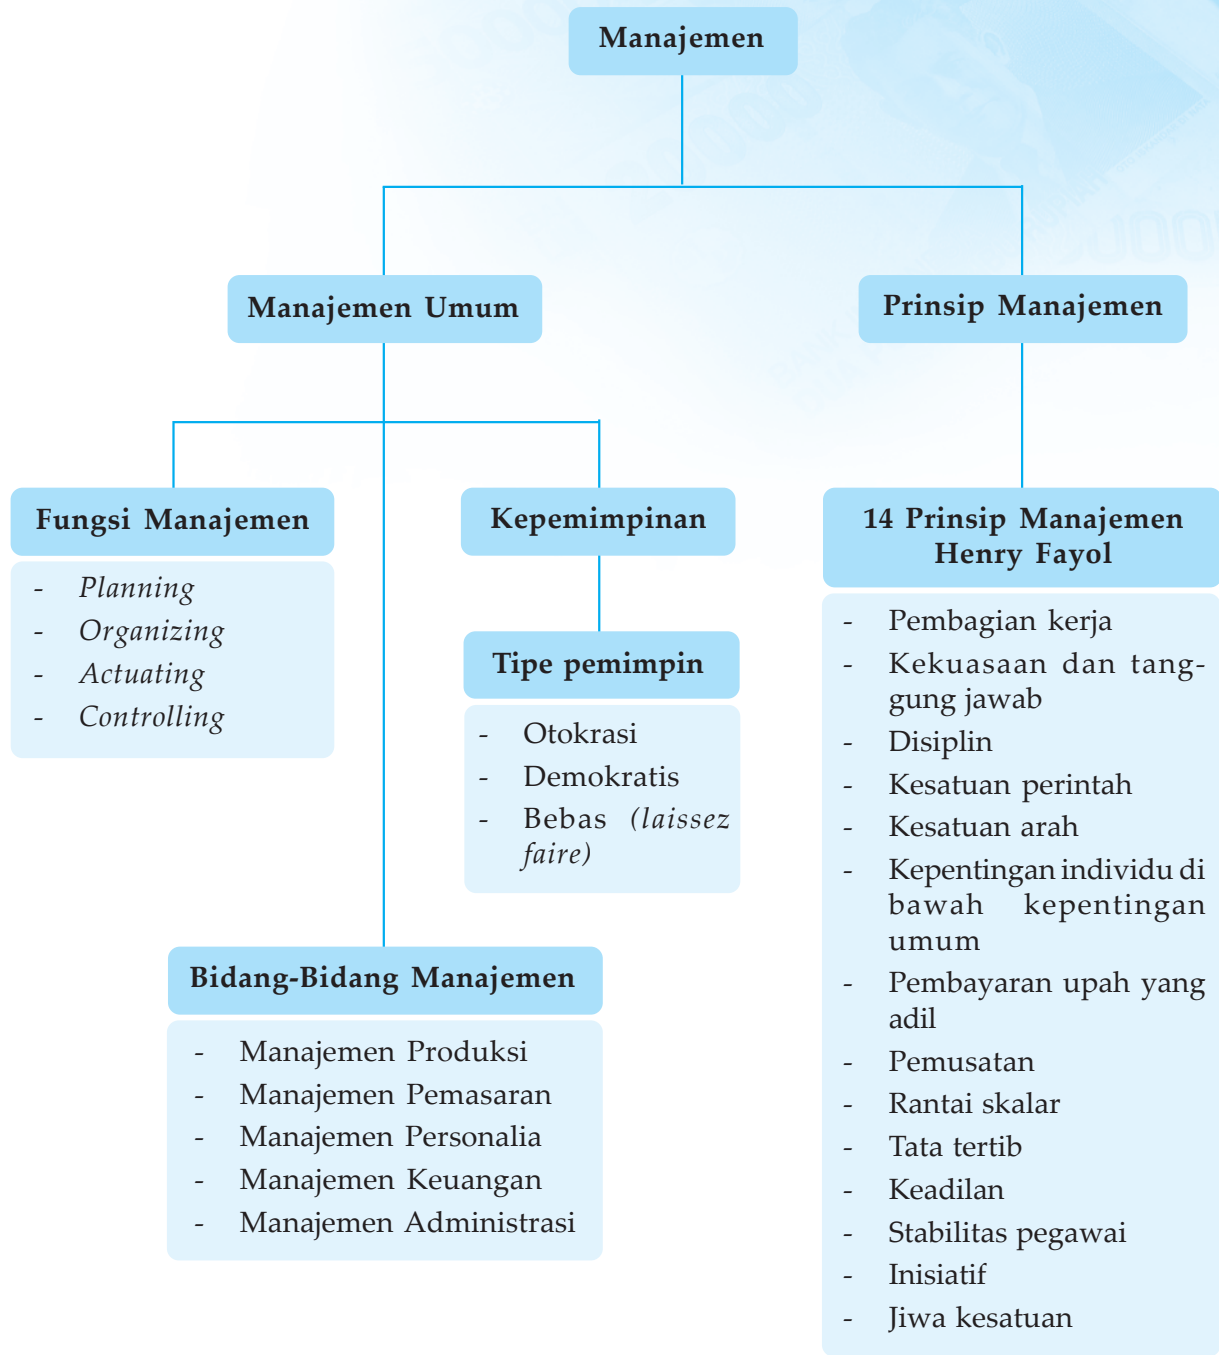 Manajemen
Manajemen Umum
Prinsip Manajemen
Fungsi Manajemen
- Planning
- Organizing
- Actuating
- Controlling
Kepemimpinan
Tipe pemimpin
- Otokrasi
- Demokratis
- Bebas (laissez
faire)
Bidang-Bidang Manajemen
- Manajemen Produksi
- Manajemen Pemasaran
- Manajemen Personalia
- Manajemen Keuangan
- Manajemen Administrasi
14 Prinsip Manajemen
Henry Fayol
- Pembagian kerja
- Kekuasaan dan tang-
gung jawab
- Disiplin
- Kesatuan perintah
- Kesatuan arah
- Kepentingan individu di
bawah kepentingan
umum
- Pembayaran upah yang
adil
- Pemusatan
- Rantai skalar
- Tata tertib
- Keadilan
- Stabilitas pegawai
- Inisiatif
- Jiwa kesatuan